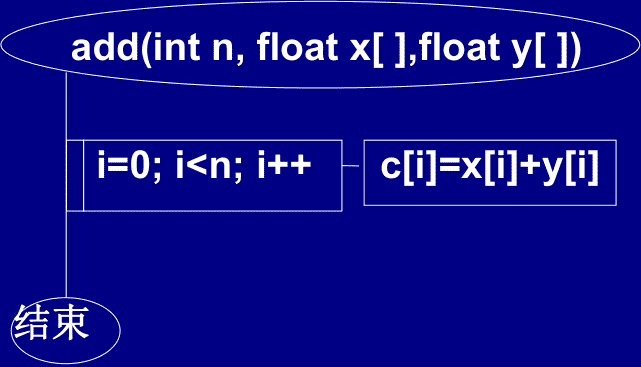 add(int n, float x[ ],float y[ ])
i=0; i<n; i++
c[i]=x[i]+y[i]
结束